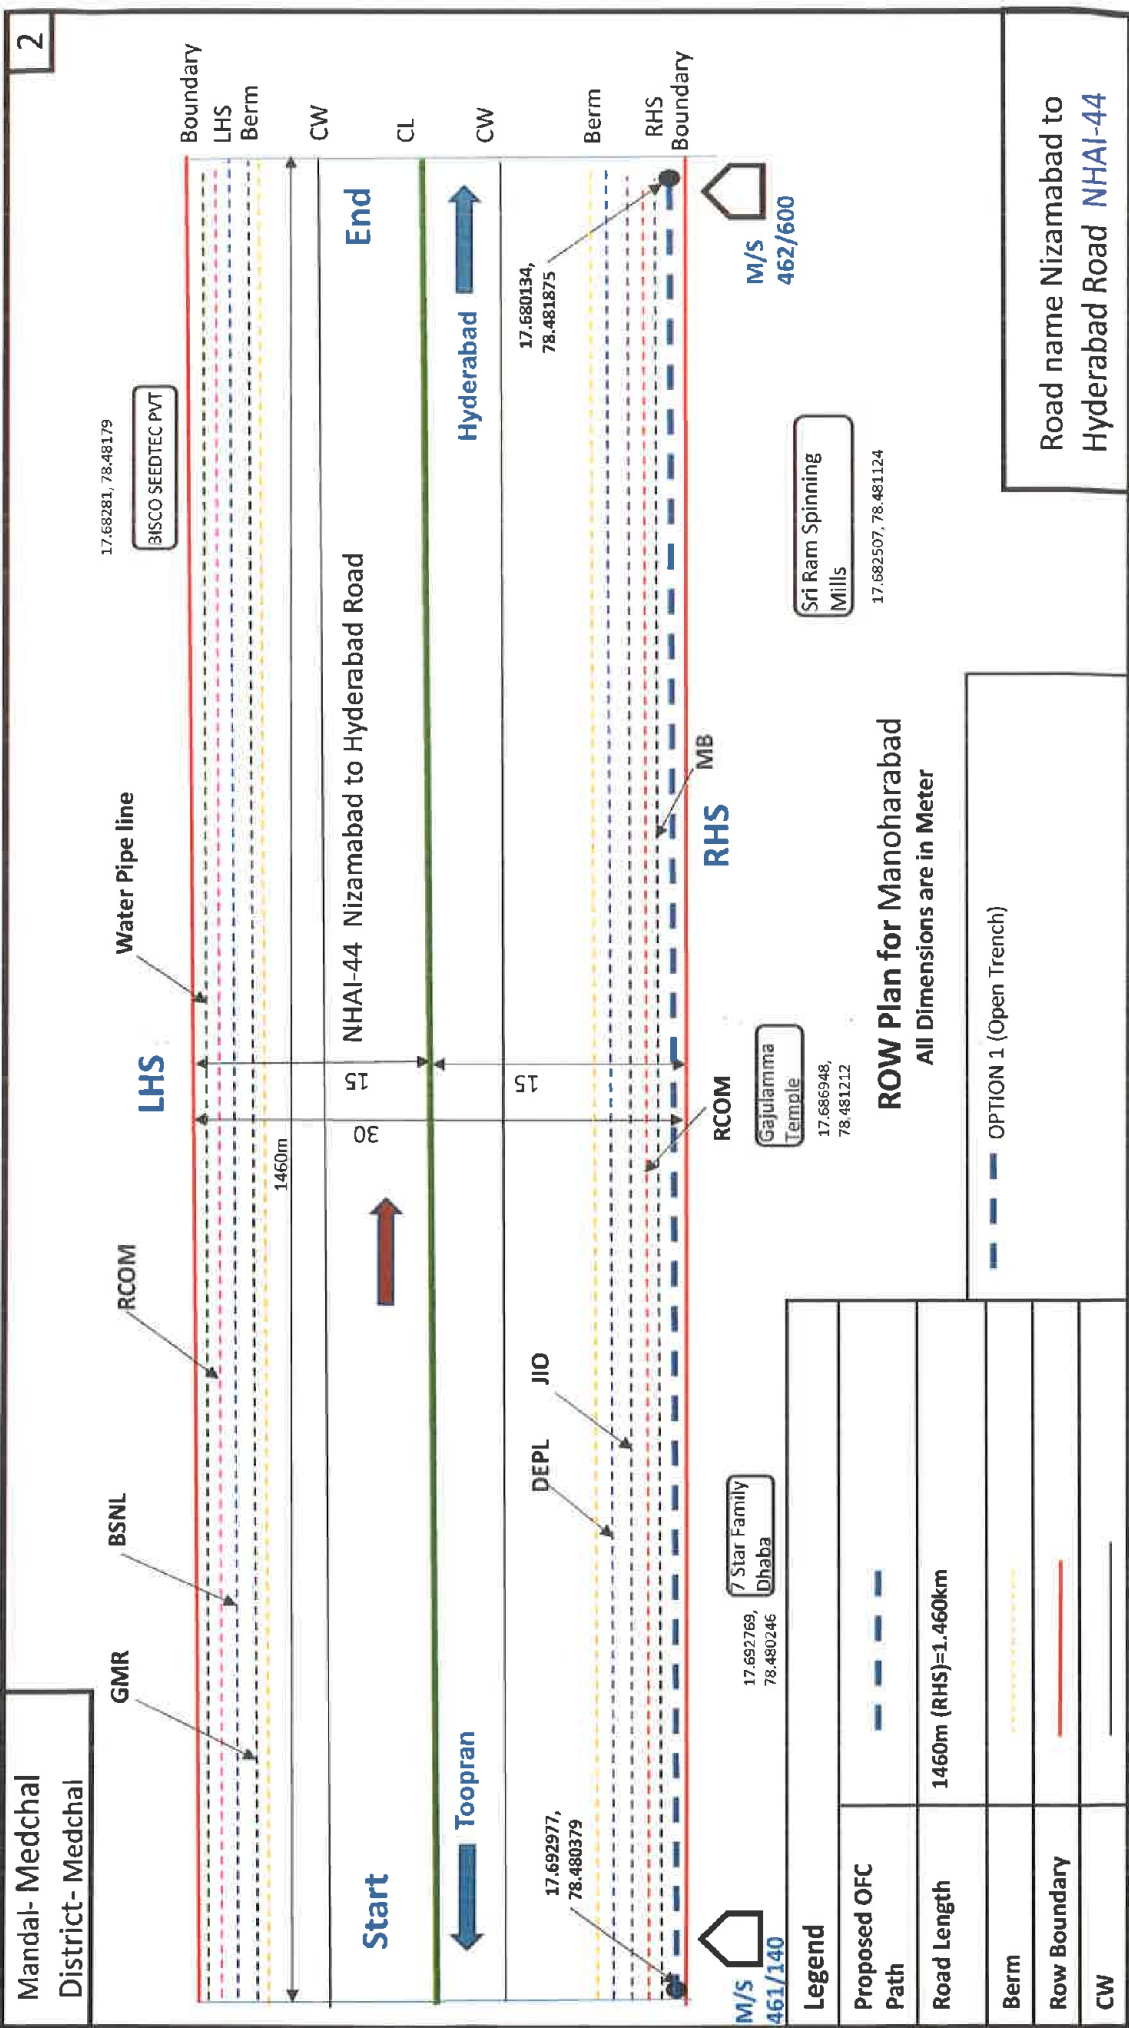 2
Mandal- Medchal
District- Medchal
GMR
BSNL
RCOM
LHS
Water Pipe line
17.68281, 78.48179
BISCO SEEDTEC PVT
Boundary
LHS
Berm
CW
CL
CW
Berm
RHS
Boundary
1460m
30
15
15
NHAI-44 Nizamabad to Hyderabad Road
Start
End
Toopran
Hyderabad
17.692977,
78.480379
DEPL
JIO
17.680134,
78.481875
M/S
461/140
17.692769,
78.480246
7 Star Family
Dhaba
RCOM
Gajulamma
Temple
17.686948,
78.481212
RHS
MB
Sri Ram Spinning
Mills
17.682507, 78.481124
M/S
462/600
ROW Plan for Manoharabad
All Dimensions are in Meter
Legend
Proposed OFC
Path
Road Length
1460m (RHS)=1.460km
Berm
Row Boundary
CW
OPTION 1 (Open Trench)
Road name Nizamabad to
Hyderabad Road NHAI-44